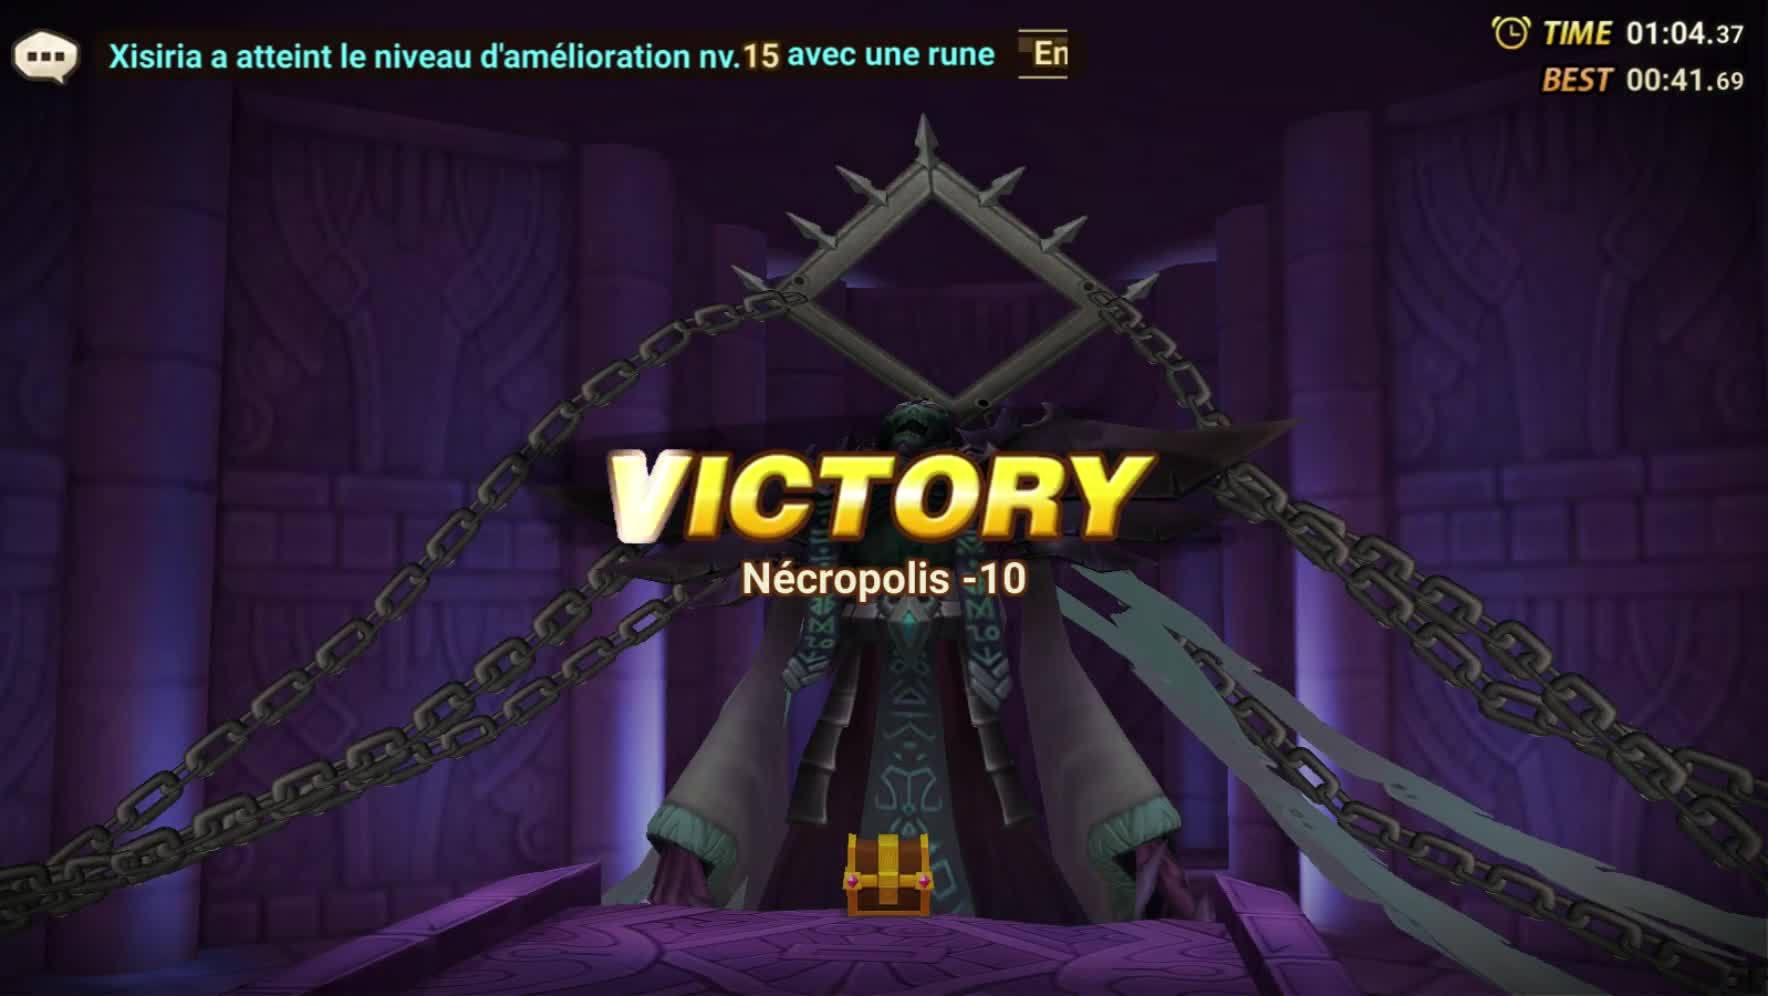 Xisiria a atteint le niveau d'amélioration nv.15 avec une rune En
TIME 01:04.37
BEST 00:41.69
VICTORY
Nécropolis -10